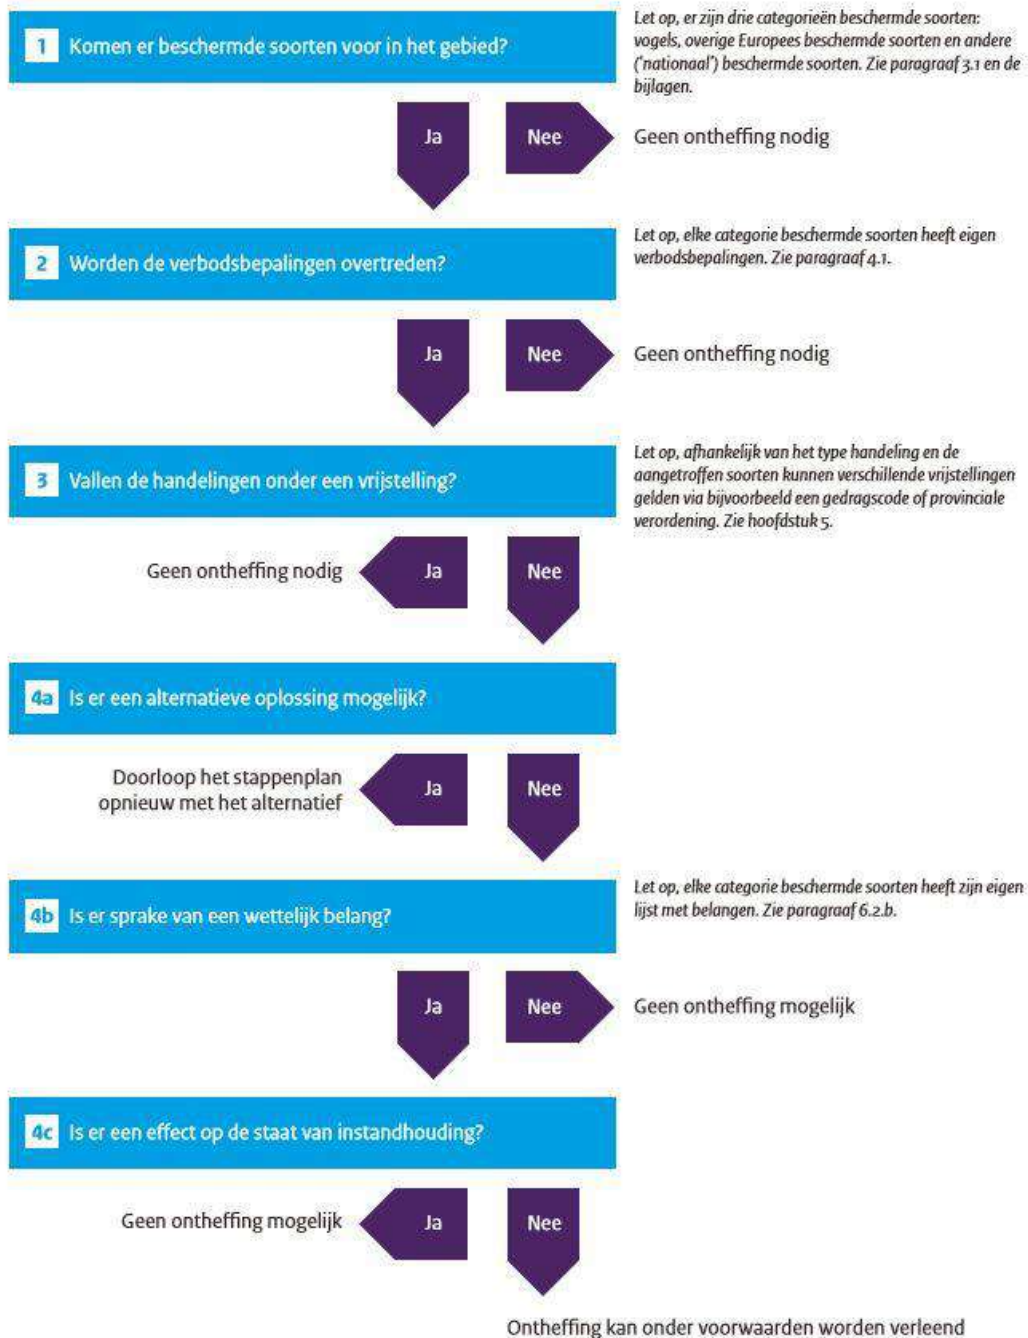 1 Komen er beschermde soorten voor in het gebied?
Let op, er zijn drie categorieën beschermde soorten:
vogels, overige Europees beschermde soorten en andere
('nationaal') beschermde soorten. Zie paragraaf 3.1 en de
bijlagen.
Ja
Nee
Geen ontheffing nodig
2 Worden de verbodsbepalingen overtreden?
Let op, elke categorie beschermde soorten heeft eigen
verbodsbepalingen. Zie paragraaf 4.1.
Ja
Nee
Geen ontheffing nodig
3 Vallen de handelingen onder een vrijstelling?
Let op, afhankelijk van het type handeling en de
aangetroffen soorten kunnen verschillende vrijstellingen
gelden via bijvoorbeeld een gedragscode of provinciale
verordening. Zie hoofdstuk 5.
Geen ontheffing nodig
Ja
Nee
4a Is er een alternatieve oplossing mogelijk?
Doorloop het stappenplan
opnieuw met het alternatief
Ja
Nee
4b Is er sprake van een wettelijk belang?
Let op, elke categorie beschermde soorten heeft zijn eigen
lijst met belangen. Zie paragraaf 6.2.b.
Ja
Nee
Geen ontheffing mogelijk
4c Is er een effect op de staat van instandhouding?
Geen ontheffing mogelijk
Ja
Nee
Ontheffing kan onder voorwaarden worden verleend